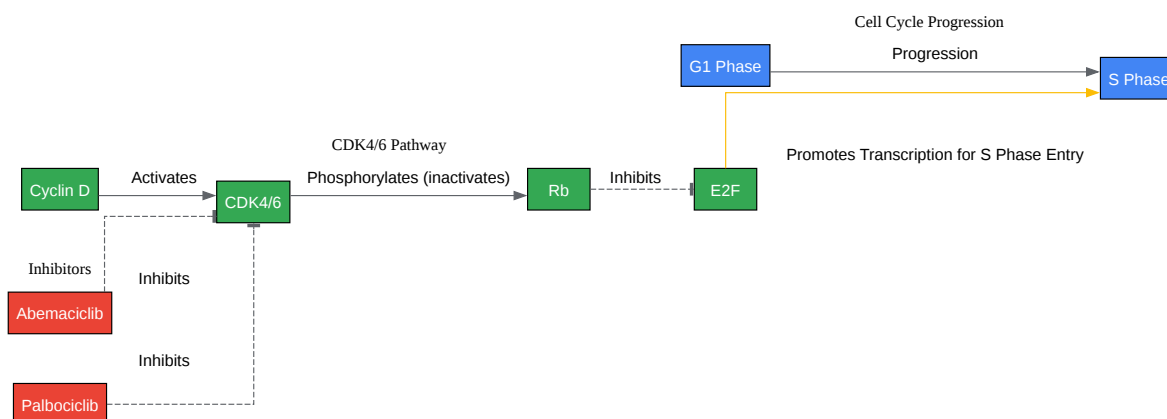 Cell Cycle Progression
G1 Phase
Progression
S Phase
CDK4/6 Pathway
Promotes Transcription for S Phase Entry
Cyclin D
Activates
CDK4/6
Phosphorylates (inactivates)
Rb
Inhibits
E2F
Inhibitors
Inhibits
Abemaciclib
Inhibits
Palbociclib